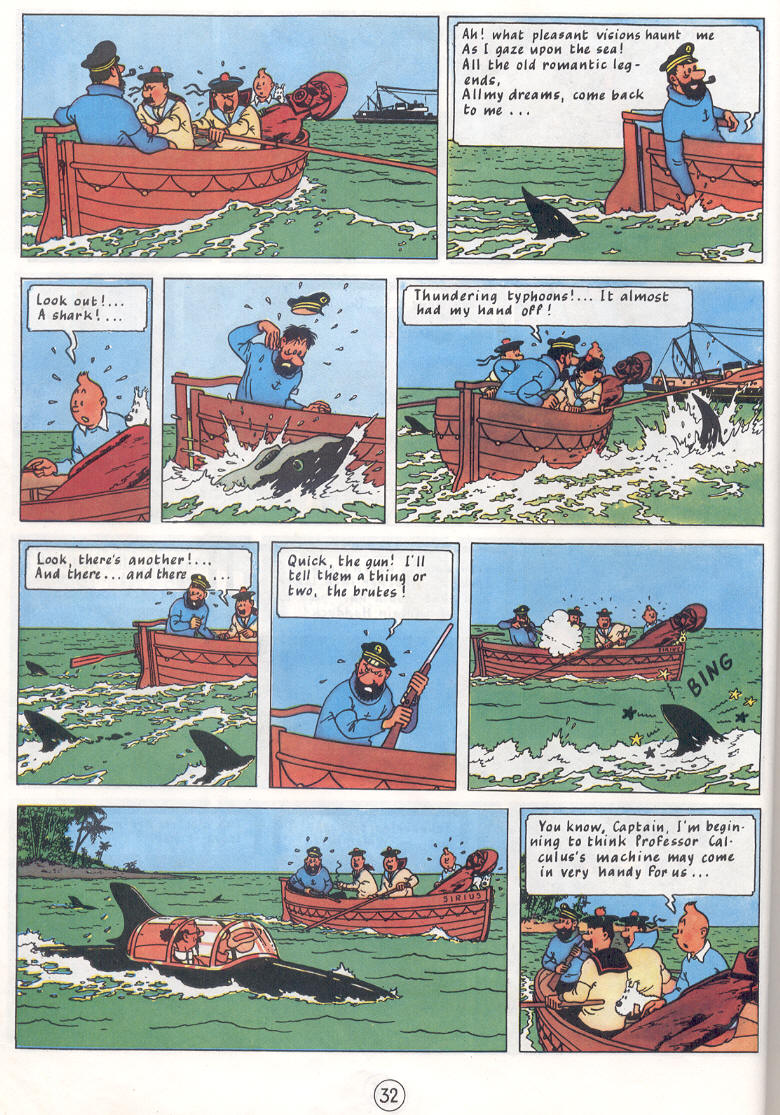 Ah! what pleasant visions haunt me
As I gaze upon the sea!
All the old romantic leg-
ends,
All my dreams, come back
to me ...
Look out!...
A shark!...
Thundering typhoons!... It almost
had my hand off!
Look, there's another!...
And there... and there ...
Quick, the gun! I'll
tell them a thing or
two, the brutes!
SIRIUS
BING
SIRIUS
You know, Captain, I'm begin-
ning to think Professor Cal-
culus's machine may come
in very handy for us...
32